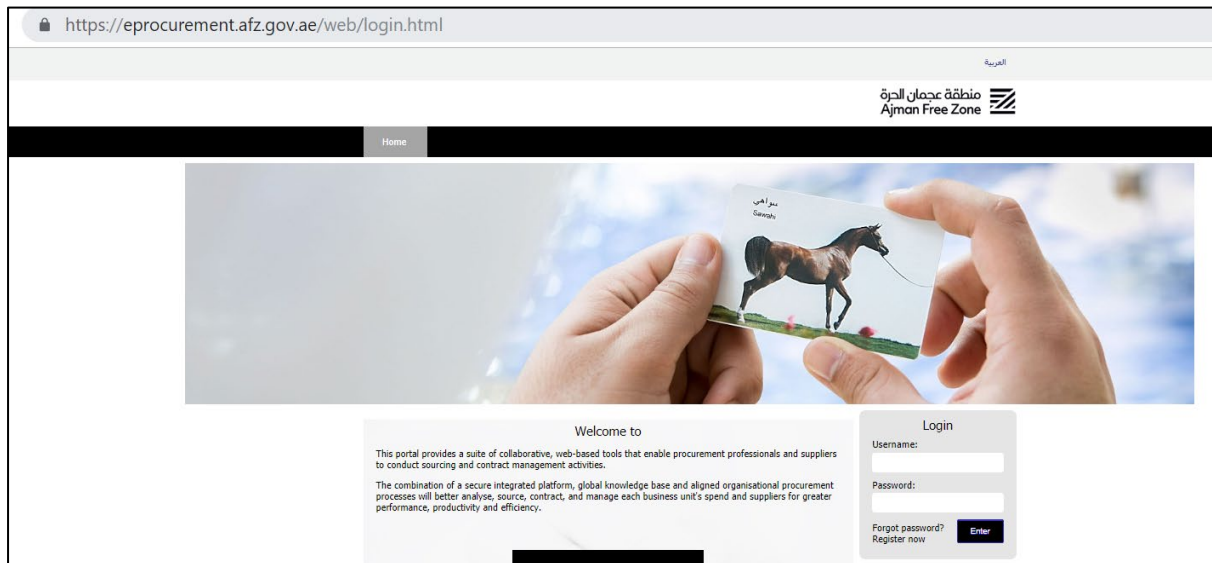 https://eprocurement.afz.gov.ae/web/login.html
العربية
منطقة عجمان الحرة
Ajman Free Zone
Home
سواهي
Sawahi
Welcome to
This portal provides a suite of collaborative, web-based tools that enable procurement professionals and suppliers
to conduct sourcing and contract management activities.
The combination of a secure integrated platform, global knowledge base and aligned organisational procurement
processes will better analyse, source, contract, and manage each business unit's spend and suppliers for greater
performance, productivity and efficiency.
Login
Username:
Password:
Forgot password?
Register now
Enter